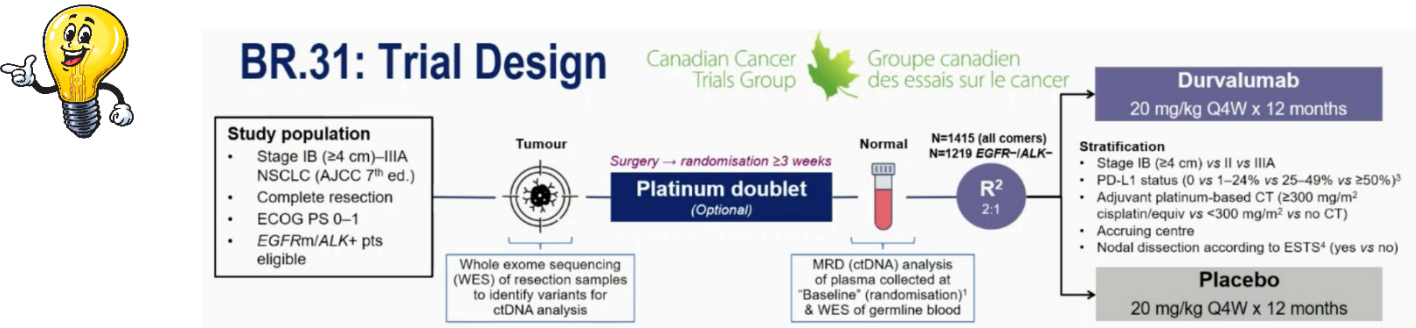 BR.31: Trial Design
Canadian Cancer
Trials Group
Groupe canadien
des essais sur le cancer
Study population
• Stage IB (≥4 cm)–IIIA
NSCLC (AJCC 7th ed.)
• Complete resection
• ECOG PS 0–1
• EGFRm/ALK+ pts
eligible
Tumour
Whole exome sequencing
(WES) of resection samples
to identify variants for
ctDNA analysis
Surgery → randomisation ≥3 weeks
Platinum doublet
(Optional)
Normal
MRD (ctDNA) analysis
of plasma collected at
"Baseline" (randomisation)¹
& WES of germline blood
N=1415 (all comers)
N=1219 EGFR−/ALK−
R²
2:1
Durvalumab
20 mg/kg Q4W x 12 months
Stratification
• Stage IB (≥4 cm) vs II vs IIIA
• PD-L1 status (0 vs 1–24% vs 25–49% vs ≥50%)³
• Adjuvant platinum-based CT (≥300 mg/m²
cisplatin/equiv vs <300 mg/m² vs no CT)
• Accruing centre
• Nodal dissection according to ESTS⁴ (yes vs no)
Placebo
20 mg/kg Q4W x 12 months